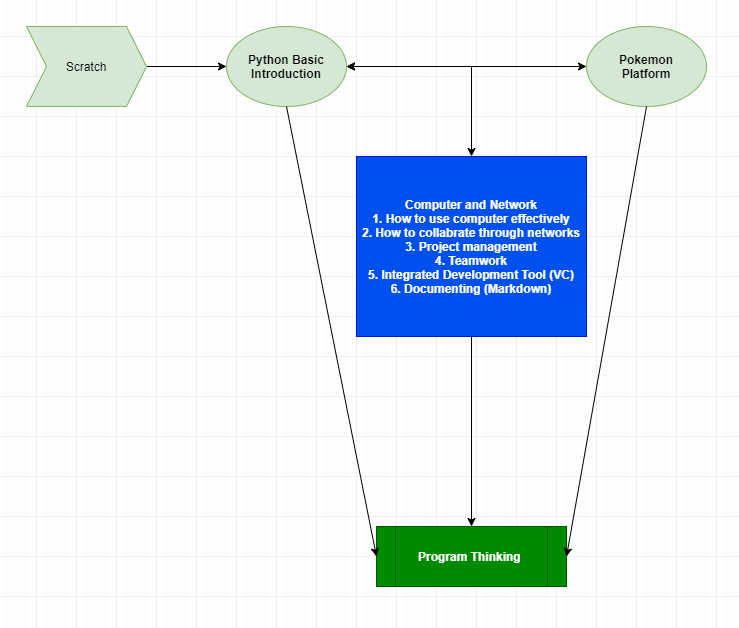 Scratch
Python Basic
Introduction
Pokemon
Platform
Computer and Network
1. How to use computer effectively
2. How to collabrate through networks
3. Project management
4. Teamwork
5. Integrated Development Tool (VC)
6. Documenting (Markdown)
Program Thinking